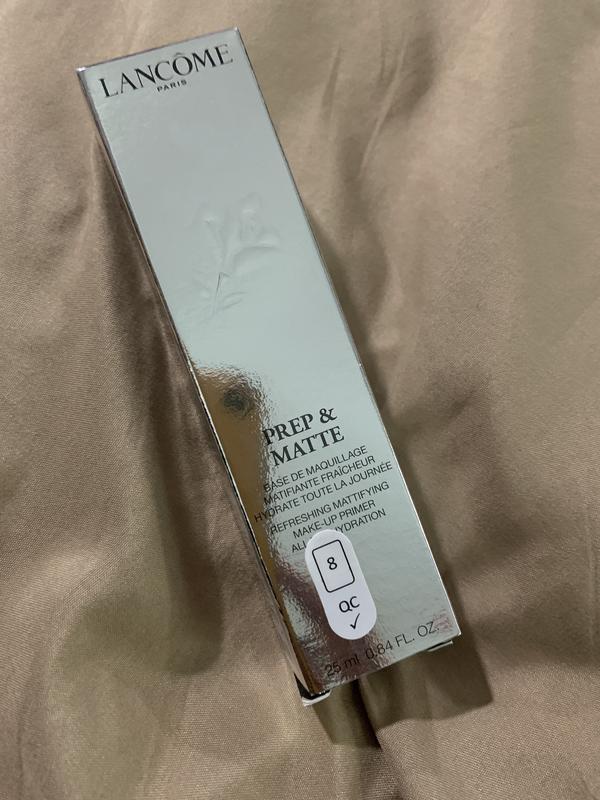 LANCÔME
PARIS
PREP &
MATTE
BASE DE MAQUILLAGE
MATIFIANTE FRAÎCHEUR
HYDRATE TOUTE LA JOURNÉE
REFRESHING MATTIFYING
MAKE-UP PRIMER
HYDRATION
8
QC
25 ml 0.84 FL. OZ.